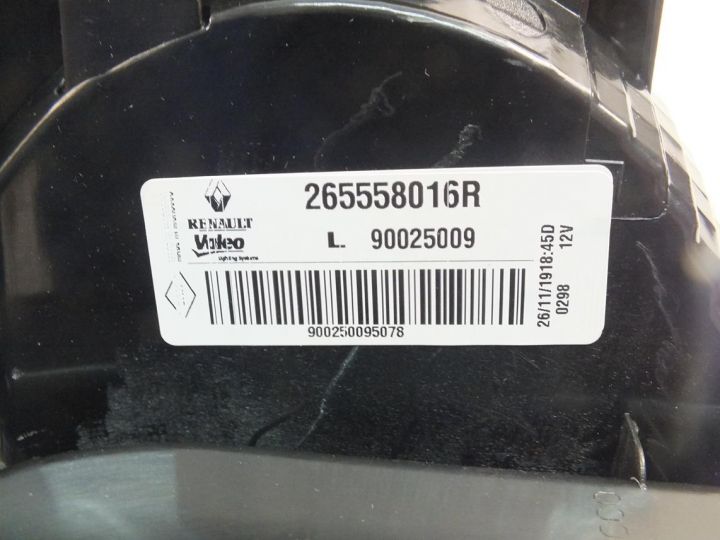 265558016R
RENAULT
Valeo
Lighting Systems
L. 90025009
900250095078
26/11/1918:45D
0298 12V